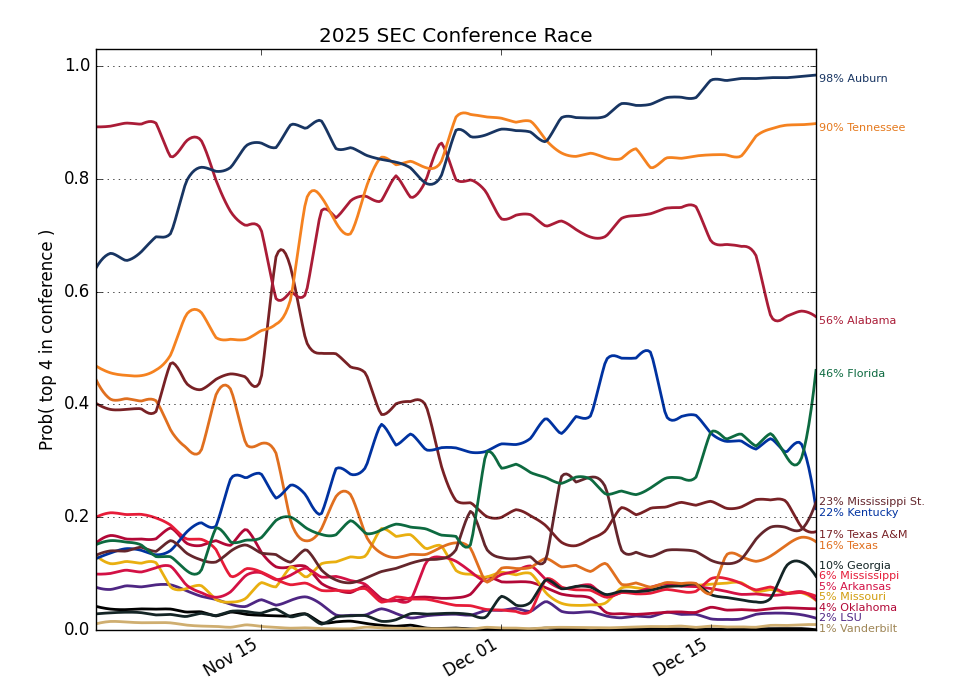 2025 SEC Conference Race
Prob( top 4 in conference )
1.0
0.8
0.6
0.4
0.2
0.0
Nov 15
Dec 01
Dec 15
98% Auburn
90% Tennessee
56% Alabama
46% Florida
23% Mississippi St.
22% Kentucky
17% Texas A&M
16% Texas
10% Georgia
6% Mississippi
5% Arkansas
5% Missouri
4% Oklahoma
2% LSU
1% Vanderbilt